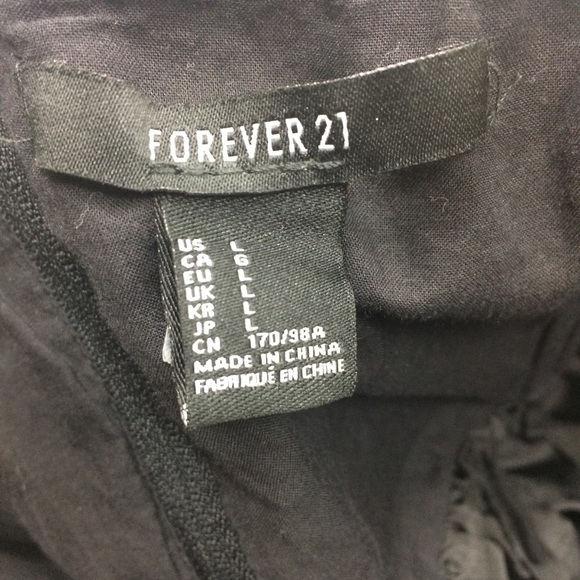 FOREVER 21
US L
CA G
EU L
UK L
KR L
JP L
CN 170/98A
MADE IN CHINA
FABRIQUÉ EN CHINE